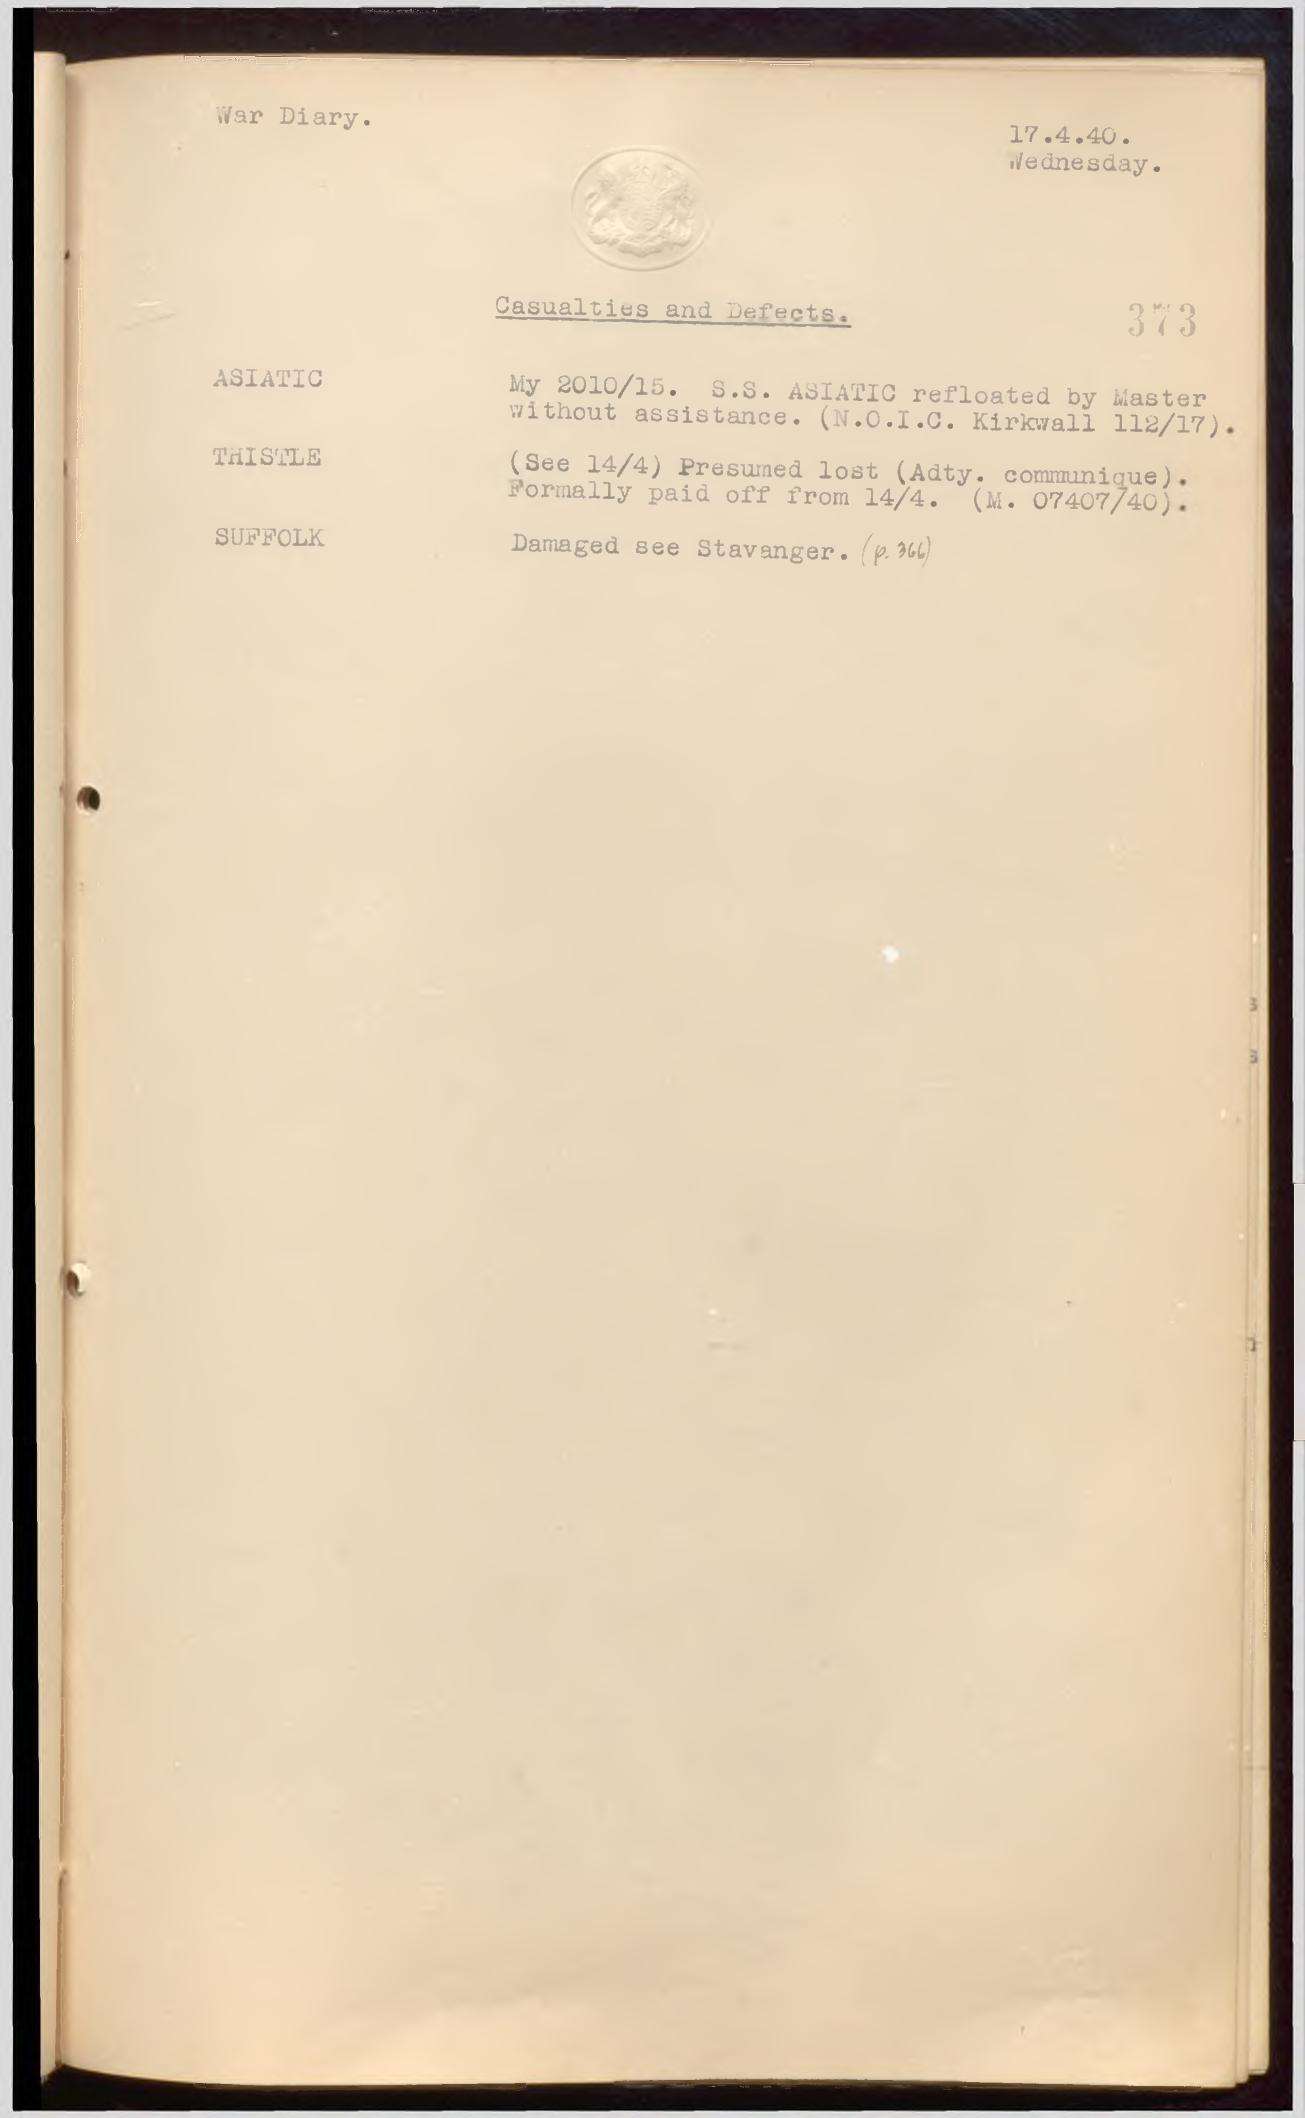 War Diary.
17.4.40.
Wednesday.
Casualties and Defects.
373
ASIATIC My 2010/15. S.S. ASIATIC refloated by Master
without assistance. (N.O.I.C. Kirkwall 112/17).
THISTLE (See 14/4) Presumed lost (Adty. communique).
Formally paid off from 14/4. (M. 07407/40).
SUFFOLK Damaged see Stavanger. (p. 366)